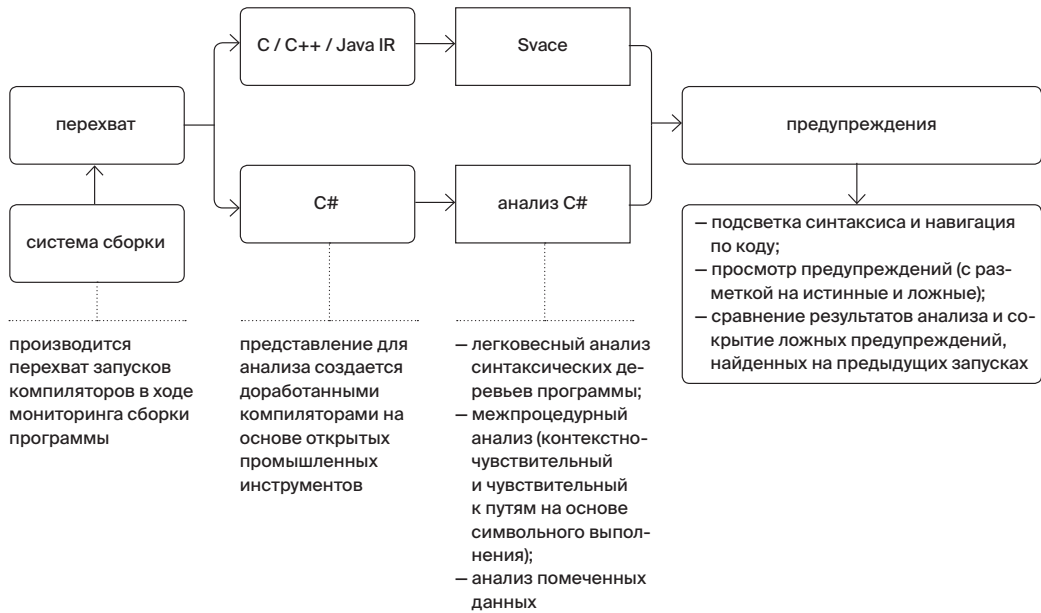 C / C++ / Java IR
Svace
перехват
предупреждения
C#
анализ C#
система сборки
— подсветка синтаксиса и навигация
по коду;
— просмотр предупреждений (с раз-
меткой на истинные и ложные);
— сравнение результатов анализа и со-
крытие ложных предупреждений,
найденных на предыдущих запусках
производится
перехват запусков
компиляторов в ходе
мониторинга сборки
программы
представление для
анализа создается
доработанными
компиляторами на
основе открытых
промышленных
инструментов
— легковесный анализ
синтаксических де-
ревьев программы;
— межпроцедурный
анализ (контекстно-
чувствительный
и чувствительный
к путям на основе
символьного выпол-
нения);
— анализ помеченных
данных